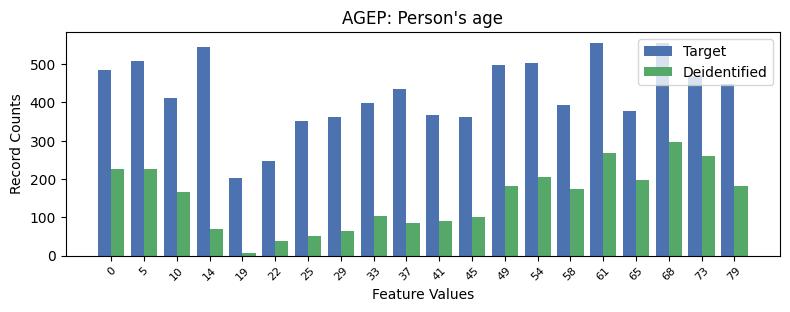 AGEP: Person's age
Target
Deidentified
Record Counts
500
400
300
200
100
0
0 5 10 14 19 22 25 29 33 37 41 45 49 54 58 61 65 68 73 79
Feature Values